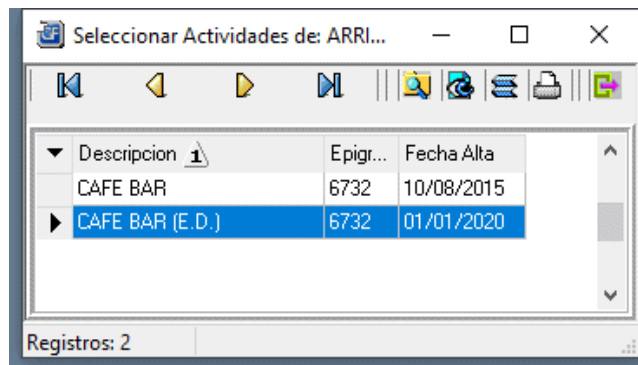 Seleccionar Actividades de: ARRI...
Descripcion 1 Epigr... Fecha Alta
CAFE BAR 6732 10/08/2015
CAFE BAR (E.D.) 6732 01/01/2020
Registros: 2